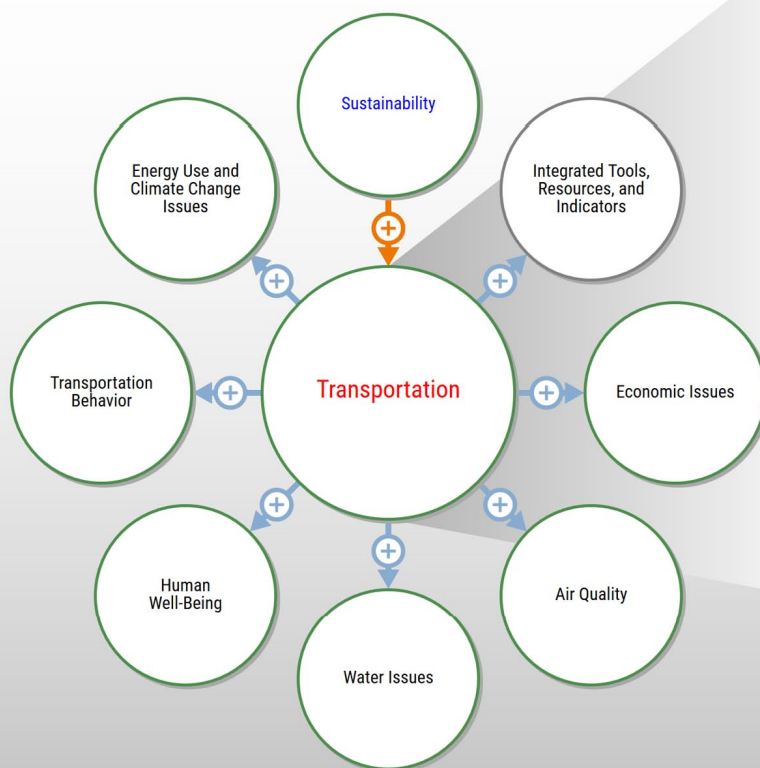 Sustainability
Energy Use and
Climate Change
Issues
Integrated Tools,
Resources, and
Indicators
Transportation
Behavior
Transportation
Economic Issues
Human
Well-Being
Air Quality
Water Issues